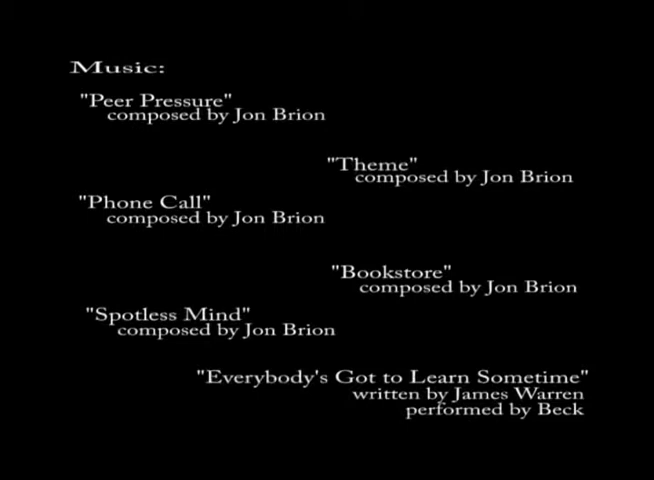 Music:
"Peer Pressure"
composed by Jon Brion
"Theme"
composed by Jon Brion
"Phone Call"
composed by Jon Brion
"Bookstore"
composed by Jon Brion
"Spotless Mind"
composed by Jon Brion
"Everybody's Got to Learn Sometime"
written by James Warren
performed by Beck